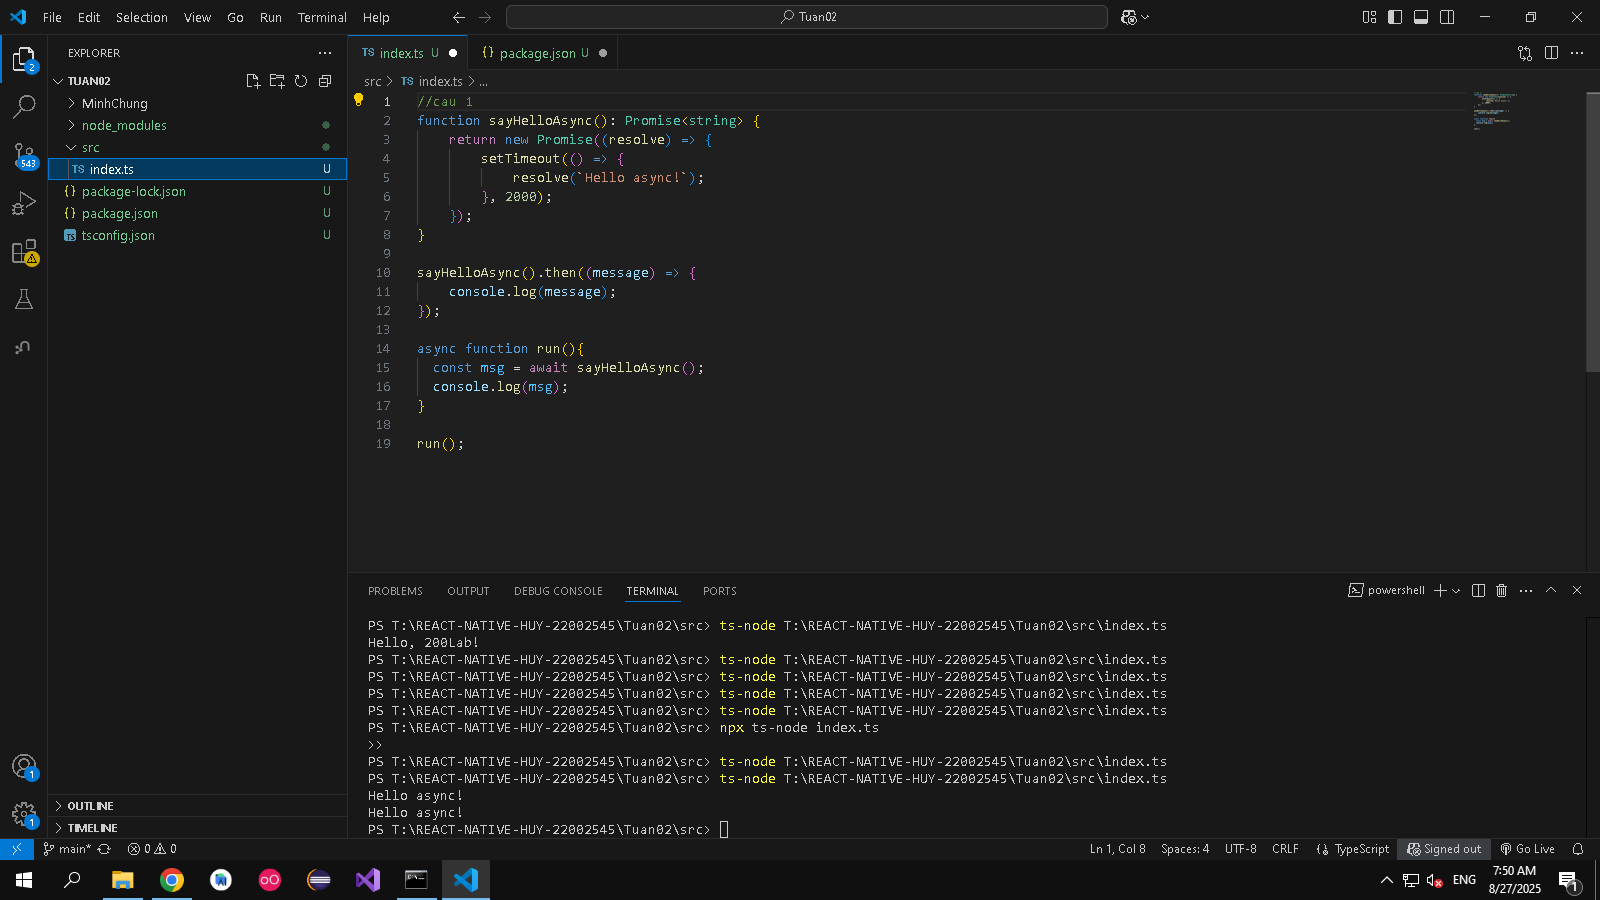 File Edit Selection View Go Run Terminal Help
Tuan02
EXPLORER
TUAN02
MinhChung
node_modules
src
TS index.ts U
{} package-lock.json U
{} package.json U
TS tsconfig.json U
OUTLINE
TIMELINE
2
543
1
1
TS index.ts U
{} package.json U
src > TS index.ts > ...
1 //cau 1
2 function sayHelloAsync(): Promise<string> {
3 return new Promise((resolve) => {
4 setTimeout(() => {
5 resolve(`Hello async!`);
6 }, 2000);
7 });
8 }
9
10 sayHelloAsync().then((message) => {
11 console.log(message);
12 });
13
14 async function run(){
15 const msg = await sayHelloAsync();
16 console.log(msg);
17 }
18
19 run();
PROBLEMS OUTPUT DEBUG CONSOLE TERMINAL PORTS
powershell
PS T:\REACT-NATIVE-HUY-22002545\Tuan02\src> ts-node T:\REACT-NATIVE-HUY-22002545\Tuan02\src\index.ts
Hello, 200Lab!
PS T:\REACT-NATIVE-HUY-22002545\Tuan02\src> ts-node T:\REACT-NATIVE-HUY-22002545\Tuan02\src\index.ts
PS T:\REACT-NATIVE-HUY-22002545\Tuan02\src> ts-node T:\REACT-NATIVE-HUY-22002545\Tuan02\src\index.ts
PS T:\REACT-NATIVE-HUY-22002545\Tuan02\src> ts-node T:\REACT-NATIVE-HUY-22002545\Tuan02\src\index.ts
PS T:\REACT-NATIVE-HUY-22002545\Tuan02\src> ts-node T:\REACT-NATIVE-HUY-22002545\Tuan02\src\index.ts
PS T:\REACT-NATIVE-HUY-22002545\Tuan02\src> npx ts-node index.ts
>>
PS T:\REACT-NATIVE-HUY-22002545\Tuan02\src> ts-node T:\REACT-NATIVE-HUY-22002545\Tuan02\src\index.ts
PS T:\REACT-NATIVE-HUY-22002545\Tuan02\src> ts-node T:\REACT-NATIVE-HUY-22002545\Tuan02\src\index.ts
Hello async!
Hello async!
PS T:\REACT-NATIVE-HUY-22002545\Tuan02\src>
main* 0 0
Ln 1, Col 8 Spaces: 4 UTF-8 CRLF {} TypeScript Signed out Go Live
ENG
7:50 AM
8/27/2025
1